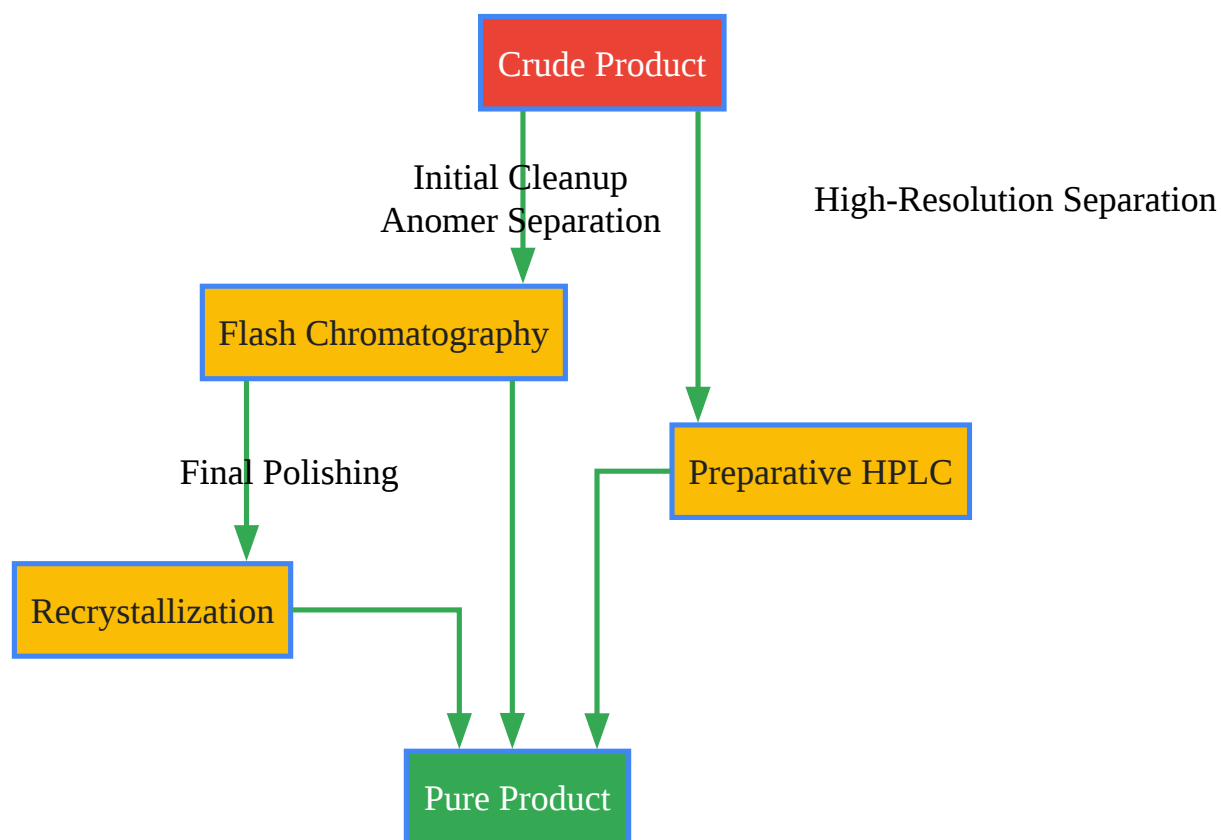 Crude Product
Initial Cleanup
Anomer Separation
High-Resolution Separation
Flash Chromatography
Final Polishing
Preparative HPLC
Recrystallization
Pure Product